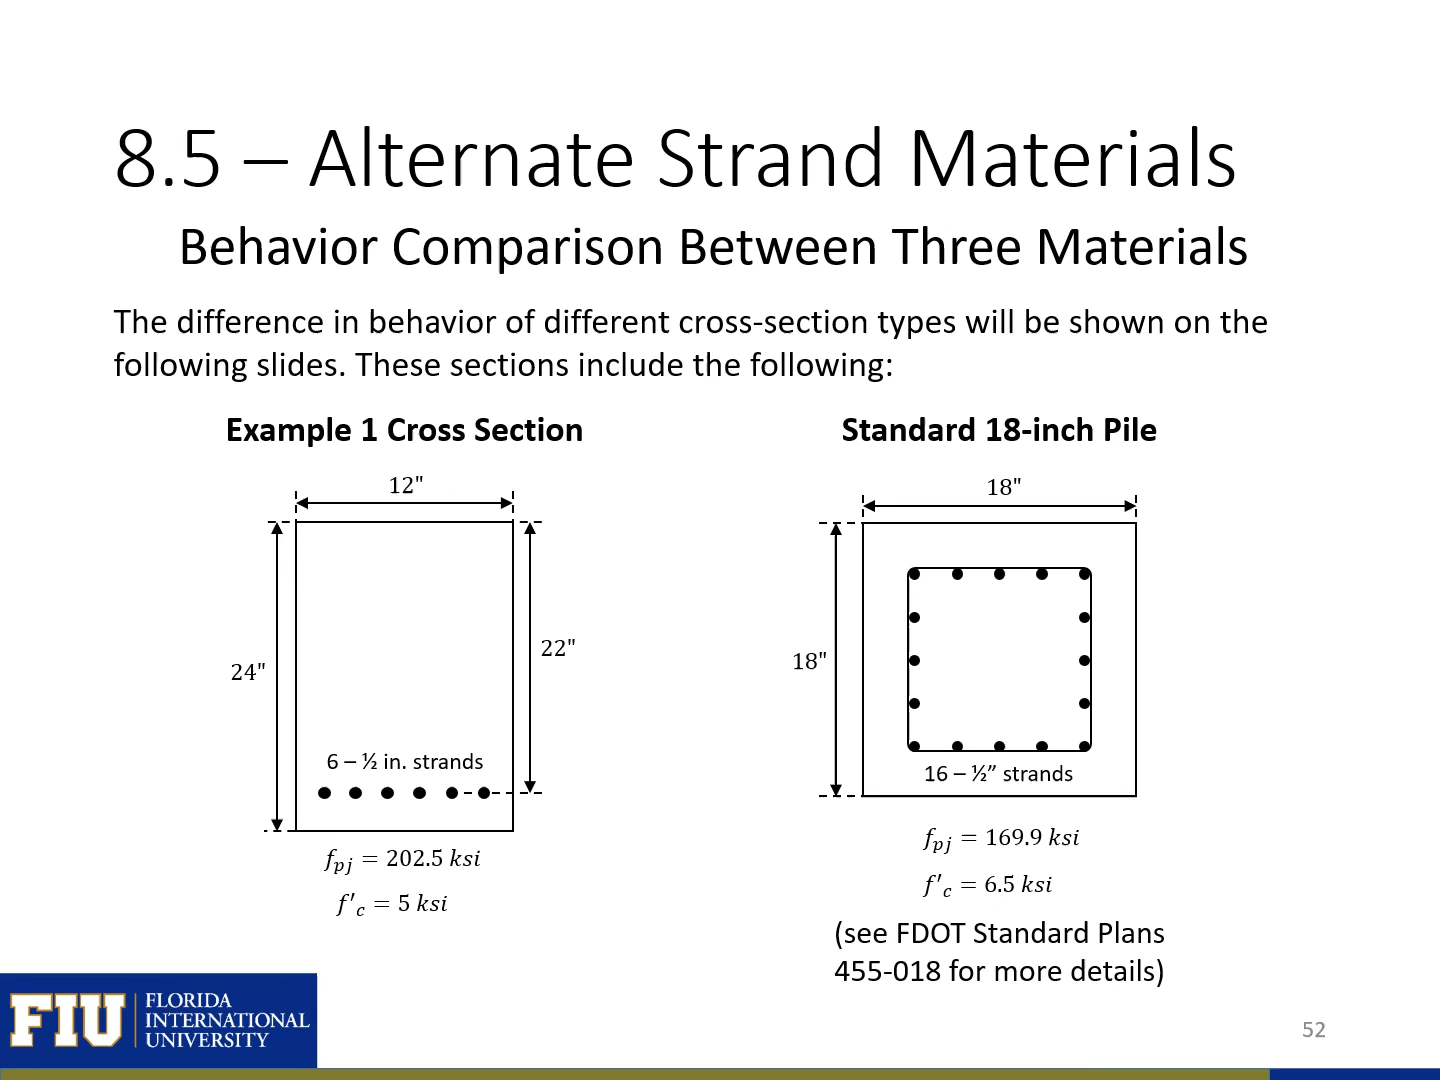 8.5 – Alternate Strand Materials
Behavior Comparison Between Three Materials
The difference in behavior of different cross-section types will be shown on the
following slides. These sections include the following:
Example 1 Cross Section
12"
24"
22"
6 – ½ in. strands
f_pj = 202.5 ksi
f'_c = 5 ksi
Standard 18-inch Pile
18"
18"
16 – ½” strands
f_pj = 169.9 ksi
f'_c = 6.5 ksi
(see FDOT Standard Plans
455-018 for more details)
FIU
FLORIDA
INTERNATIONAL
UNIVERSITY
52